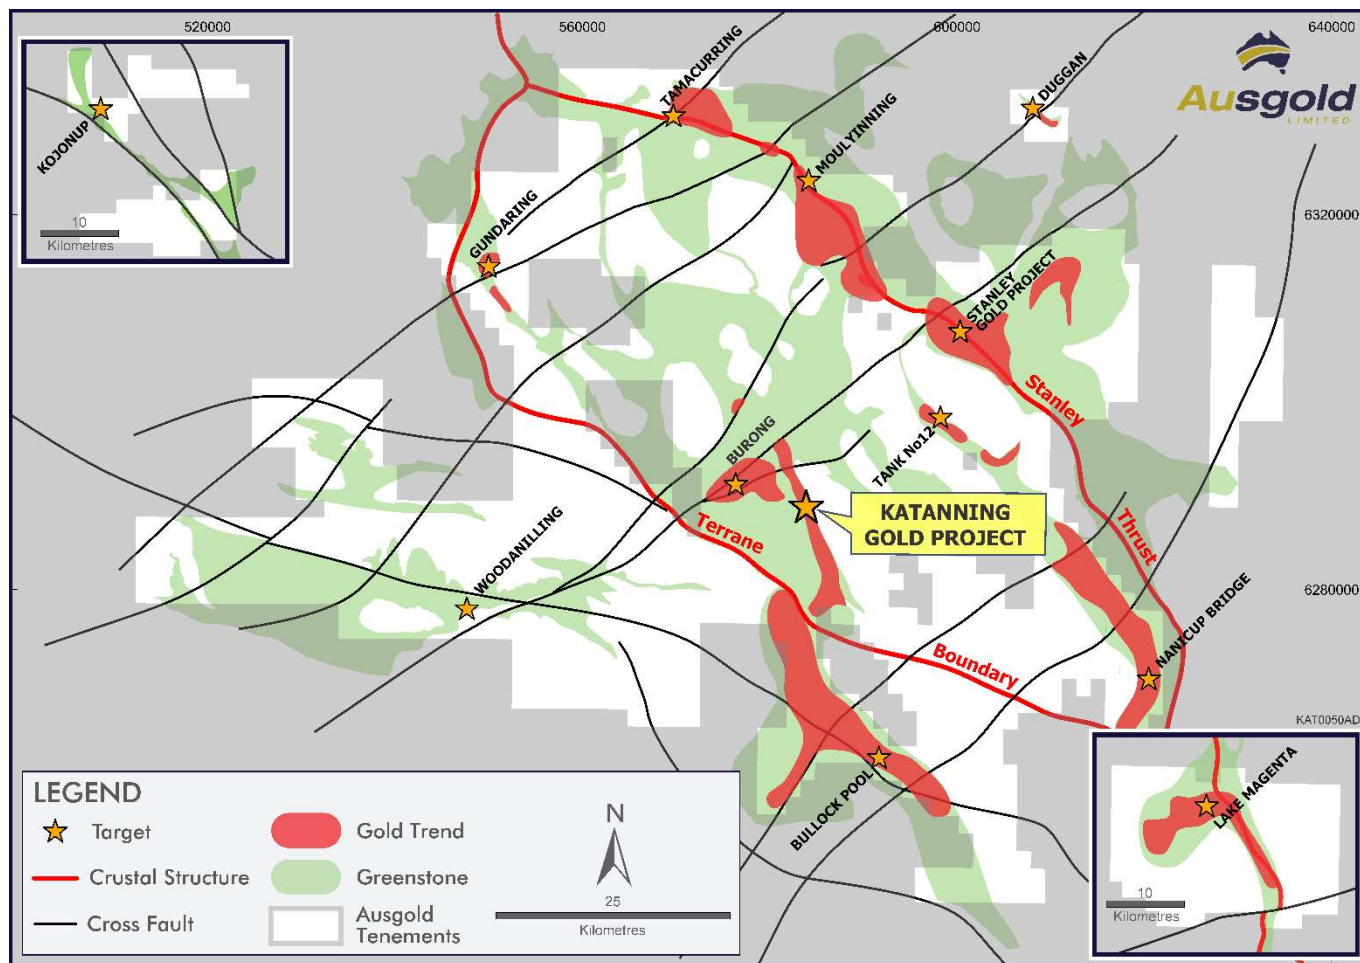 520000
560000
600000
640000
KOJONUP
10
Kilometres
TAMACURRING
MOULYINNING
DUGGAN
Ausgold
LIMITED
6320000
GUNDARING
STANLEY
GOLD PROJECT
Stanley
BURONG
TANK No12
KATANNING
GOLD PROJECT
Terrane
Thrust
WOODANILLING
6280000
Boundary
NANICUP BRIDGE
KAT0050AD
BULLOCK POOL
LAKE MAGENTA
10
Kilometres
LEGEND
Target
Crustal Structure
Cross Fault
Gold Trend
Greenstone
Ausgold
Tenements
N
25
Kilometres